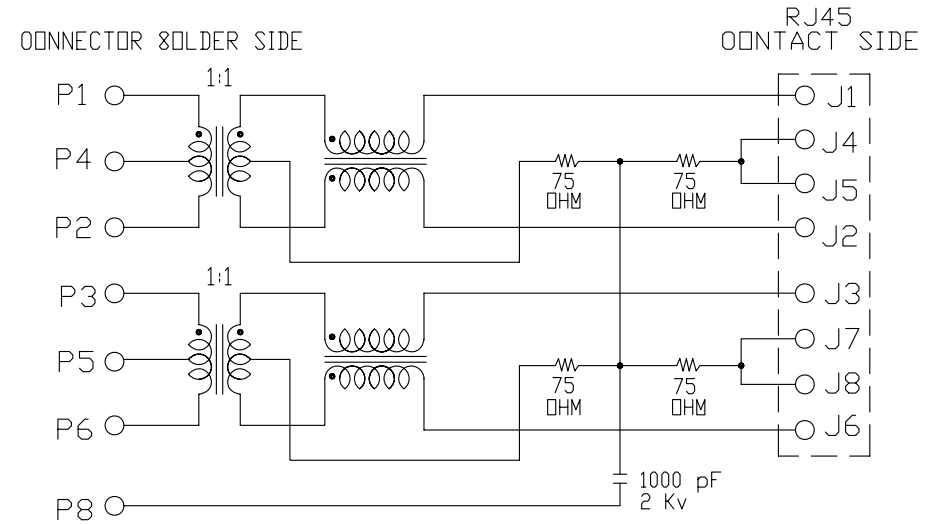 RJ45
CONNECTOR SOLDER SIDE
CONTACT SIDE
1:1
P1
J1
J4
P4
75
OHM
75
OHM
J5
P2
J2
1:1
P3
J3
J7
P5
75
OHM
75
OHM
J8
P6
J6
1000 pF
2 Kv
P8